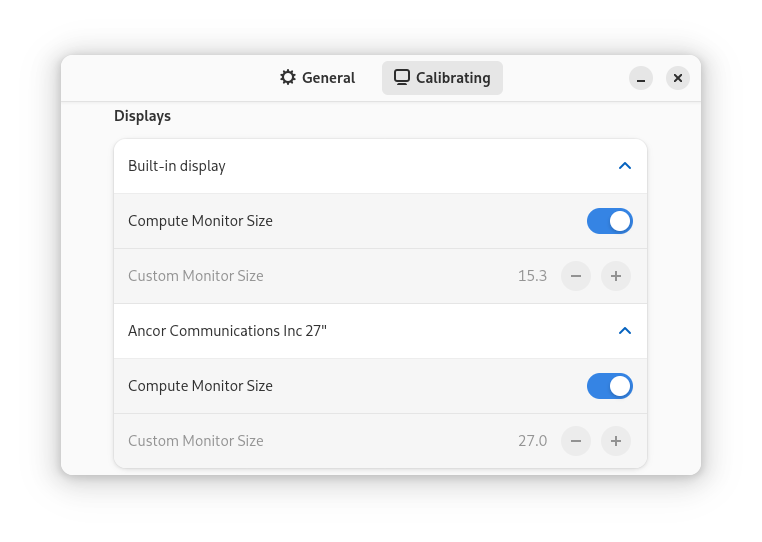 General
Calibrating
Displays
Built-in display
Compute Monitor Size
Custom Monitor Size 15.3
Ancor Communications Inc 27"
Compute Monitor Size
Custom Monitor Size 27.0